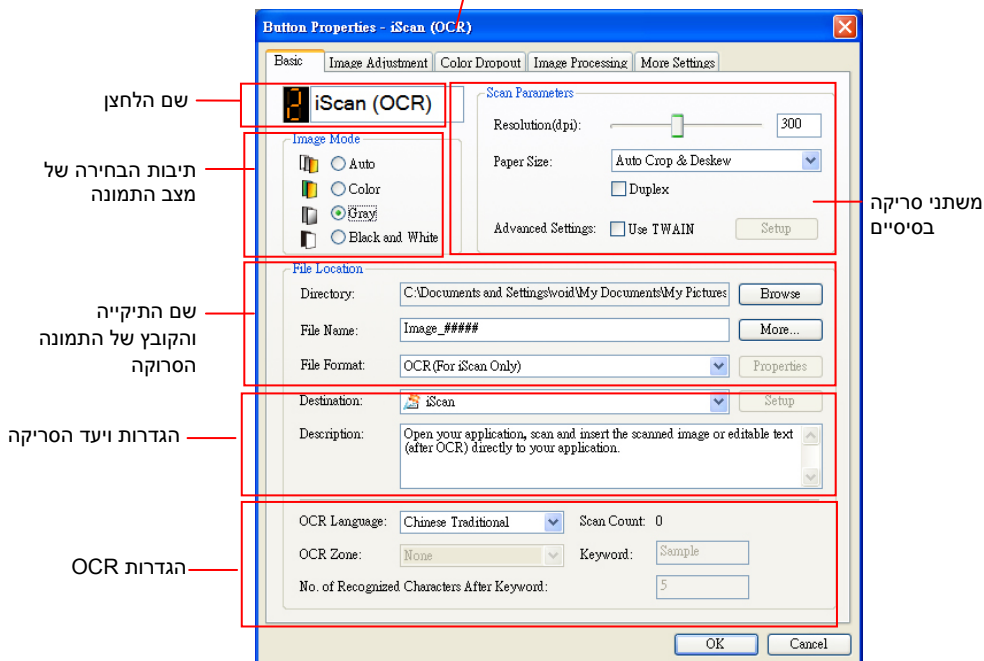 Button Properties - iScan (OCR)
Basic Image Adjustment Color Dropout Image Processing More Settings
שם הלחצן
2 iScan (OCR)
Scan Parameters
Resolution(dpi): 300
Paper Size: Auto Crop & Deskew
Duplex
Advanced Settings: Use TWAIN Setup
משתני סריקה
בסיסיים
תיבות הבחירה של
מצב התמונה
Image Mode
Auto
Color
Gray
Black and White
שם התיקייה
והקובץ של התמונה
הסרוקה
File Location
Directory: C:\Documents and Settings\void\My Documents\My Pictures Browse
File Name: Image_##### More...
File Format: OCR(For iScan Only) Properties
הגדרות ויעד הסריקה
Destination: iScan Setup
Description: Open your application, scan and insert the scanned image or editable text
(after OCR) directly to your application.
הגדרות OCR
OCR Language: Chinese Traditional Scan Count: 0
OCR Zone: None Keyword: Sample
No. of Recognized Characters After Keyword: 5
OK Cancel